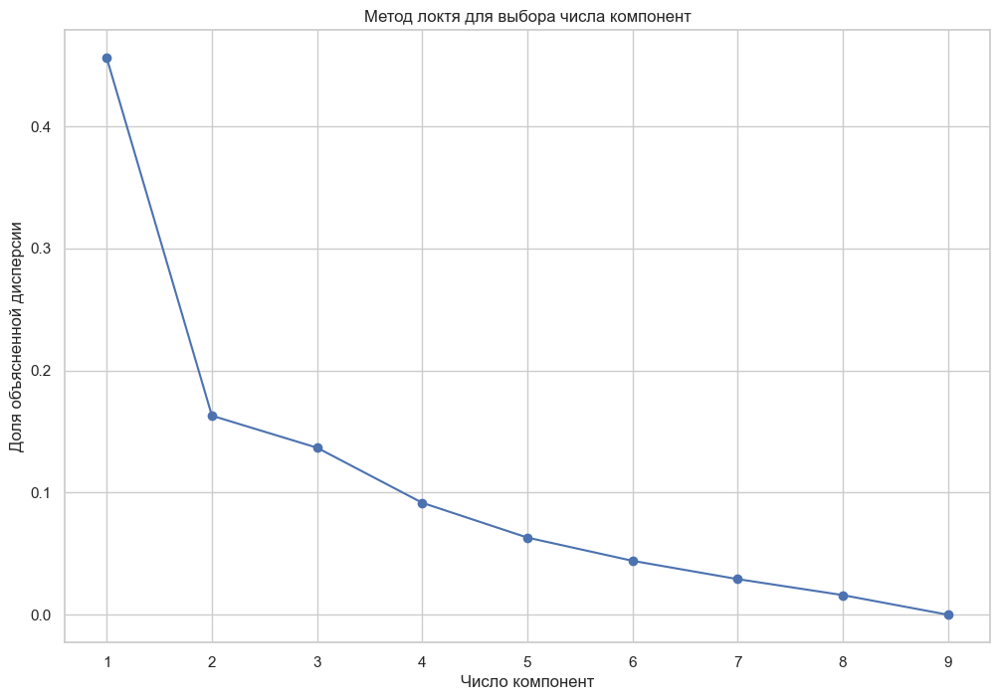 Метод локтя для выбора числа компонент
Доля объясненной дисперсии
0.4
0.3
0.2
0.1
0.0
1 2 3 4 5 6 7 8 9
Число компонент